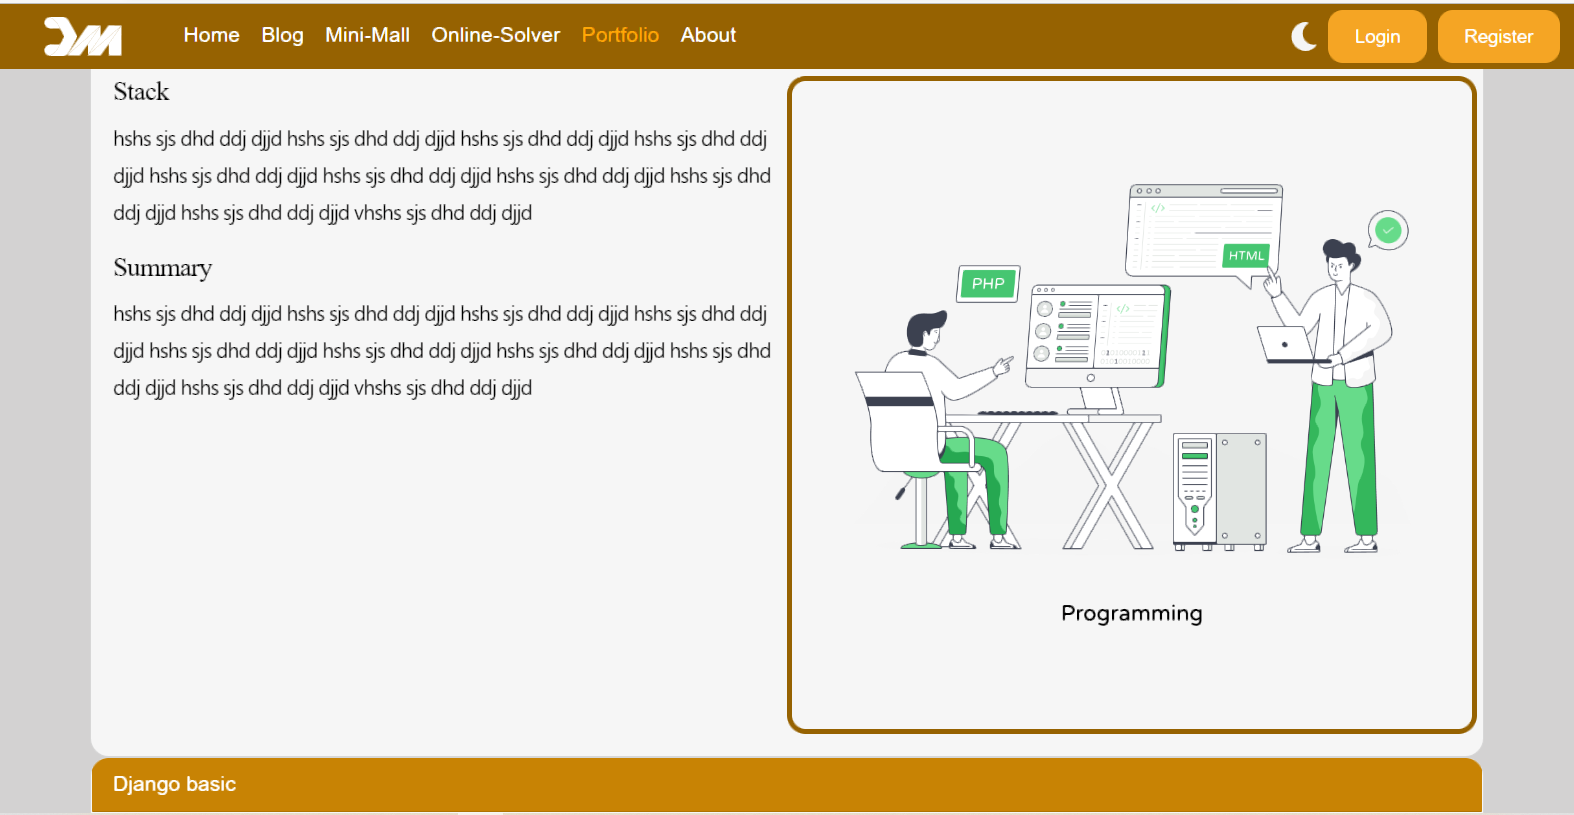 Home Blog Mini-Mall Online-Solver Portfolio About Login Register
Stack
hshs sjs dhd ddj djjd hshs sjs dhd ddj djjd hshs sjs dhd ddj djjd hshs sjs dhd ddj
djjd hshs sjs dhd ddj djjd hshs sjs dhd ddj djjd hshs sjs dhd ddj djjd hshs sjs dhd
ddj djjd hshs sjs dhd ddj djjd vhshs sjs dhd ddj djjd
Summary
hshs sjs dhd ddj djjd hshs sjs dhd ddj djjd hshs sjs dhd ddj djjd hshs sjs dhd ddj
djjd hshs sjs dhd ddj djjd hshs sjs dhd ddj djjd hshs sjs dhd ddj djjd hshs sjs dhd
ddj djjd hshs sjs dhd ddj djjd vhshs sjs dhd ddj djjd
</>
HTML
PHP
</>
Programming
Django basic